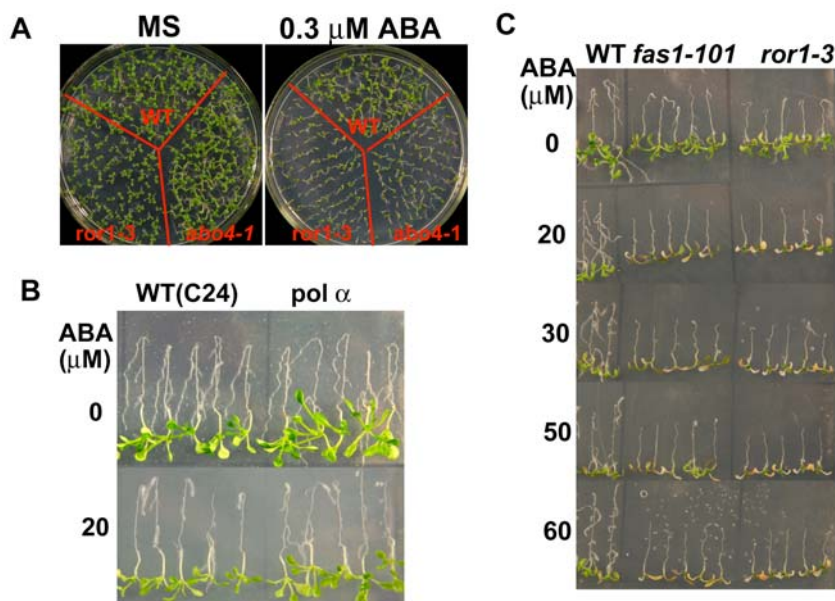 A
MS
0.3 μM ABA
WT
ror1-3
abo4-1
WT
ror1-3
abo4-1
B
WT(C24)
pol α
ABA
(μM)
0
20
C
WT fas1-101 ror1-3
ABA
(μM)
0
20
30
50
60